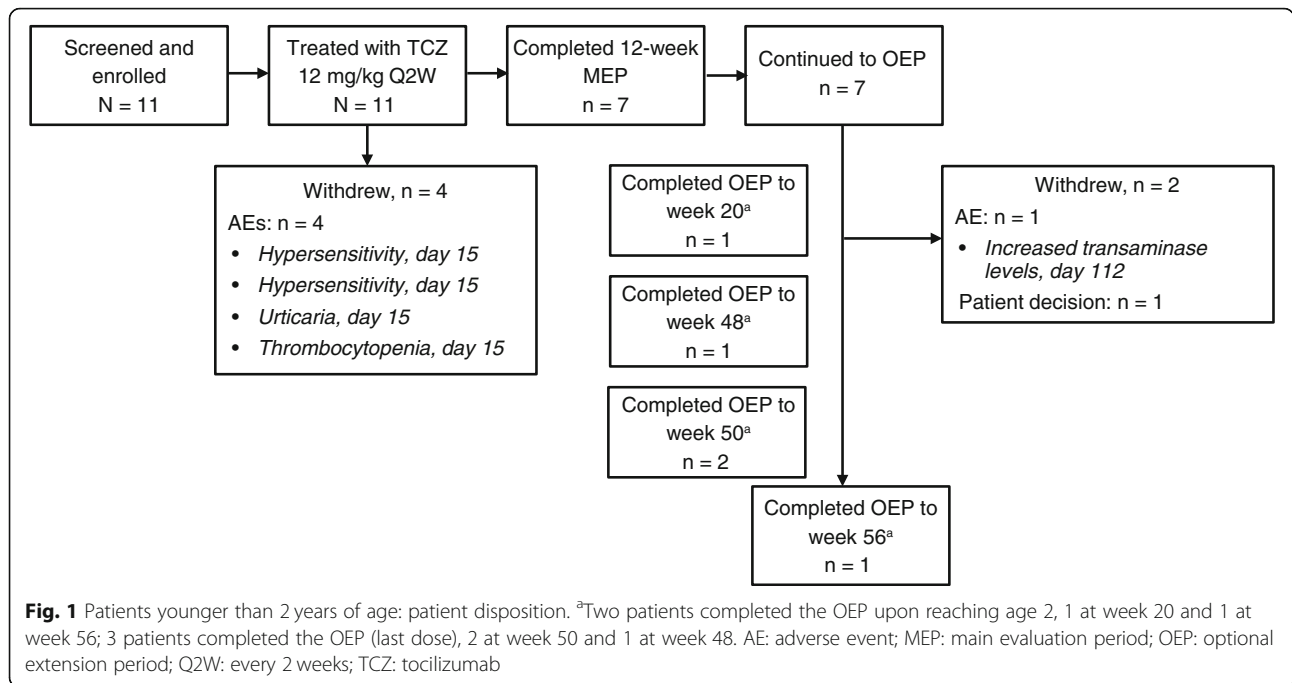 Screened and
enrolled
N = 11
Treated with TCZ
12 mg/kg Q2W
N = 11
Completed 12-week
MEP
n = 7
Continued to OEP
n = 7
Withdrew, n = 4
AEs: n = 4
• Hypersensitivity, day 15
• Hypersensitivity, day 15
• Urticaria, day 15
• Thrombocytopenia, day 15
Completed OEP to
week 20ª
n = 1
Completed OEP to
week 48ª
n = 1
Completed OEP to
week 50ª
n = 2
Completed OEP to
week 56ª
n = 1
Withdrew, n = 2
AE: n = 1
• Increased transaminase
levels, day 112
Patient decision: n = 1
Fig. 1 Patients younger than 2 years of age: patient disposition. ªTwo patients completed the OEP upon reaching age 2, 1 at week 20 and 1 at
week 56; 3 patients completed the OEP (last dose), 2 at week 50 and 1 at week 48. AE: adverse event; MEP: main evaluation period; OEP: optional
extension period; Q2W: every 2 weeks; TCZ: tocilizumab